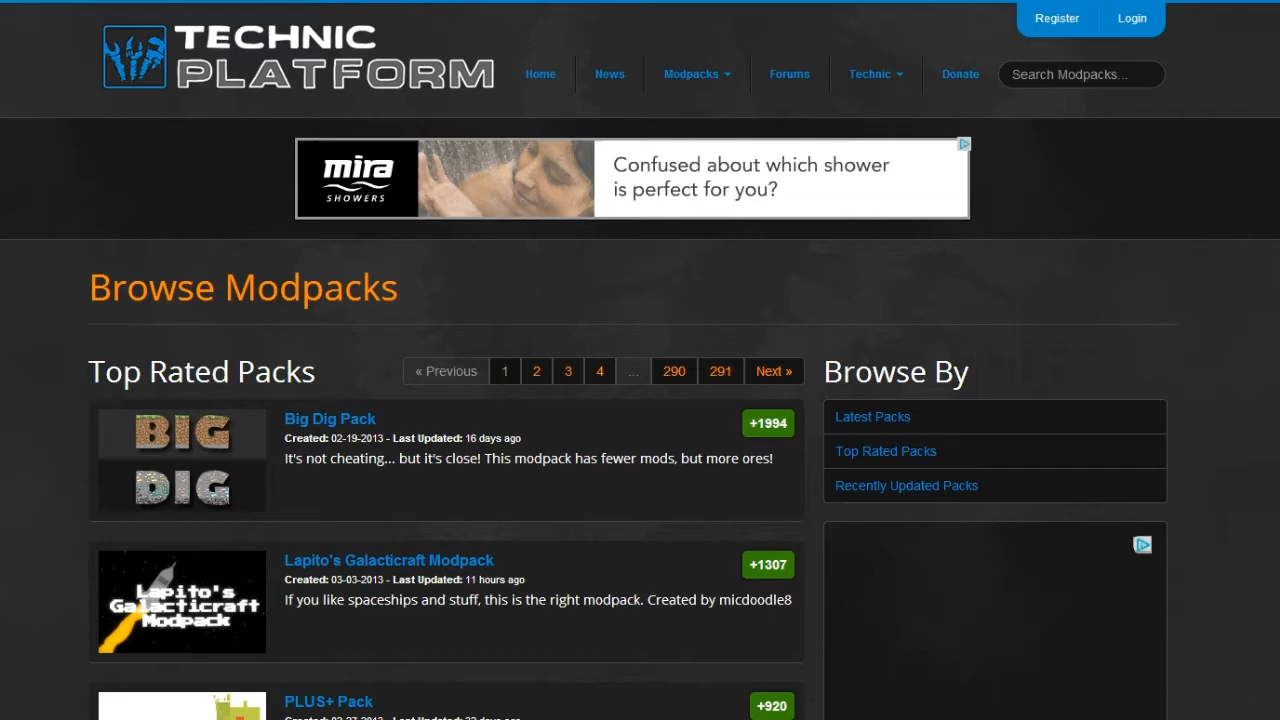 Register Login
TECHNIC
PLATFORM
Home News Modpacks Forums Technic Donate Search Modpacks...
mira
SHOWERS
Confused about which shower
is perfect for you?
Browse Modpacks
Top Rated Packs
« Previous 1 2 3 4 ... 290 291 Next »
BIG
DIG
Big Dig Pack
Created: 02-19-2013 - Last Updated: 16 days ago
It's not cheating... but it's close! This modpack has fewer mods, but more ores!
+1994
Lapito's
Galacticraft
Modpack
Lapito's Galacticraft Modpack
Created: 03-03-2013 - Last Updated: 11 hours ago
If you like spaceships and stuff, this is the right modpack. Created by micdoodle8
+1307
PLUS+ Pack
+920
Browse By
Latest Packs
Top Rated Packs
Recently Updated Packs